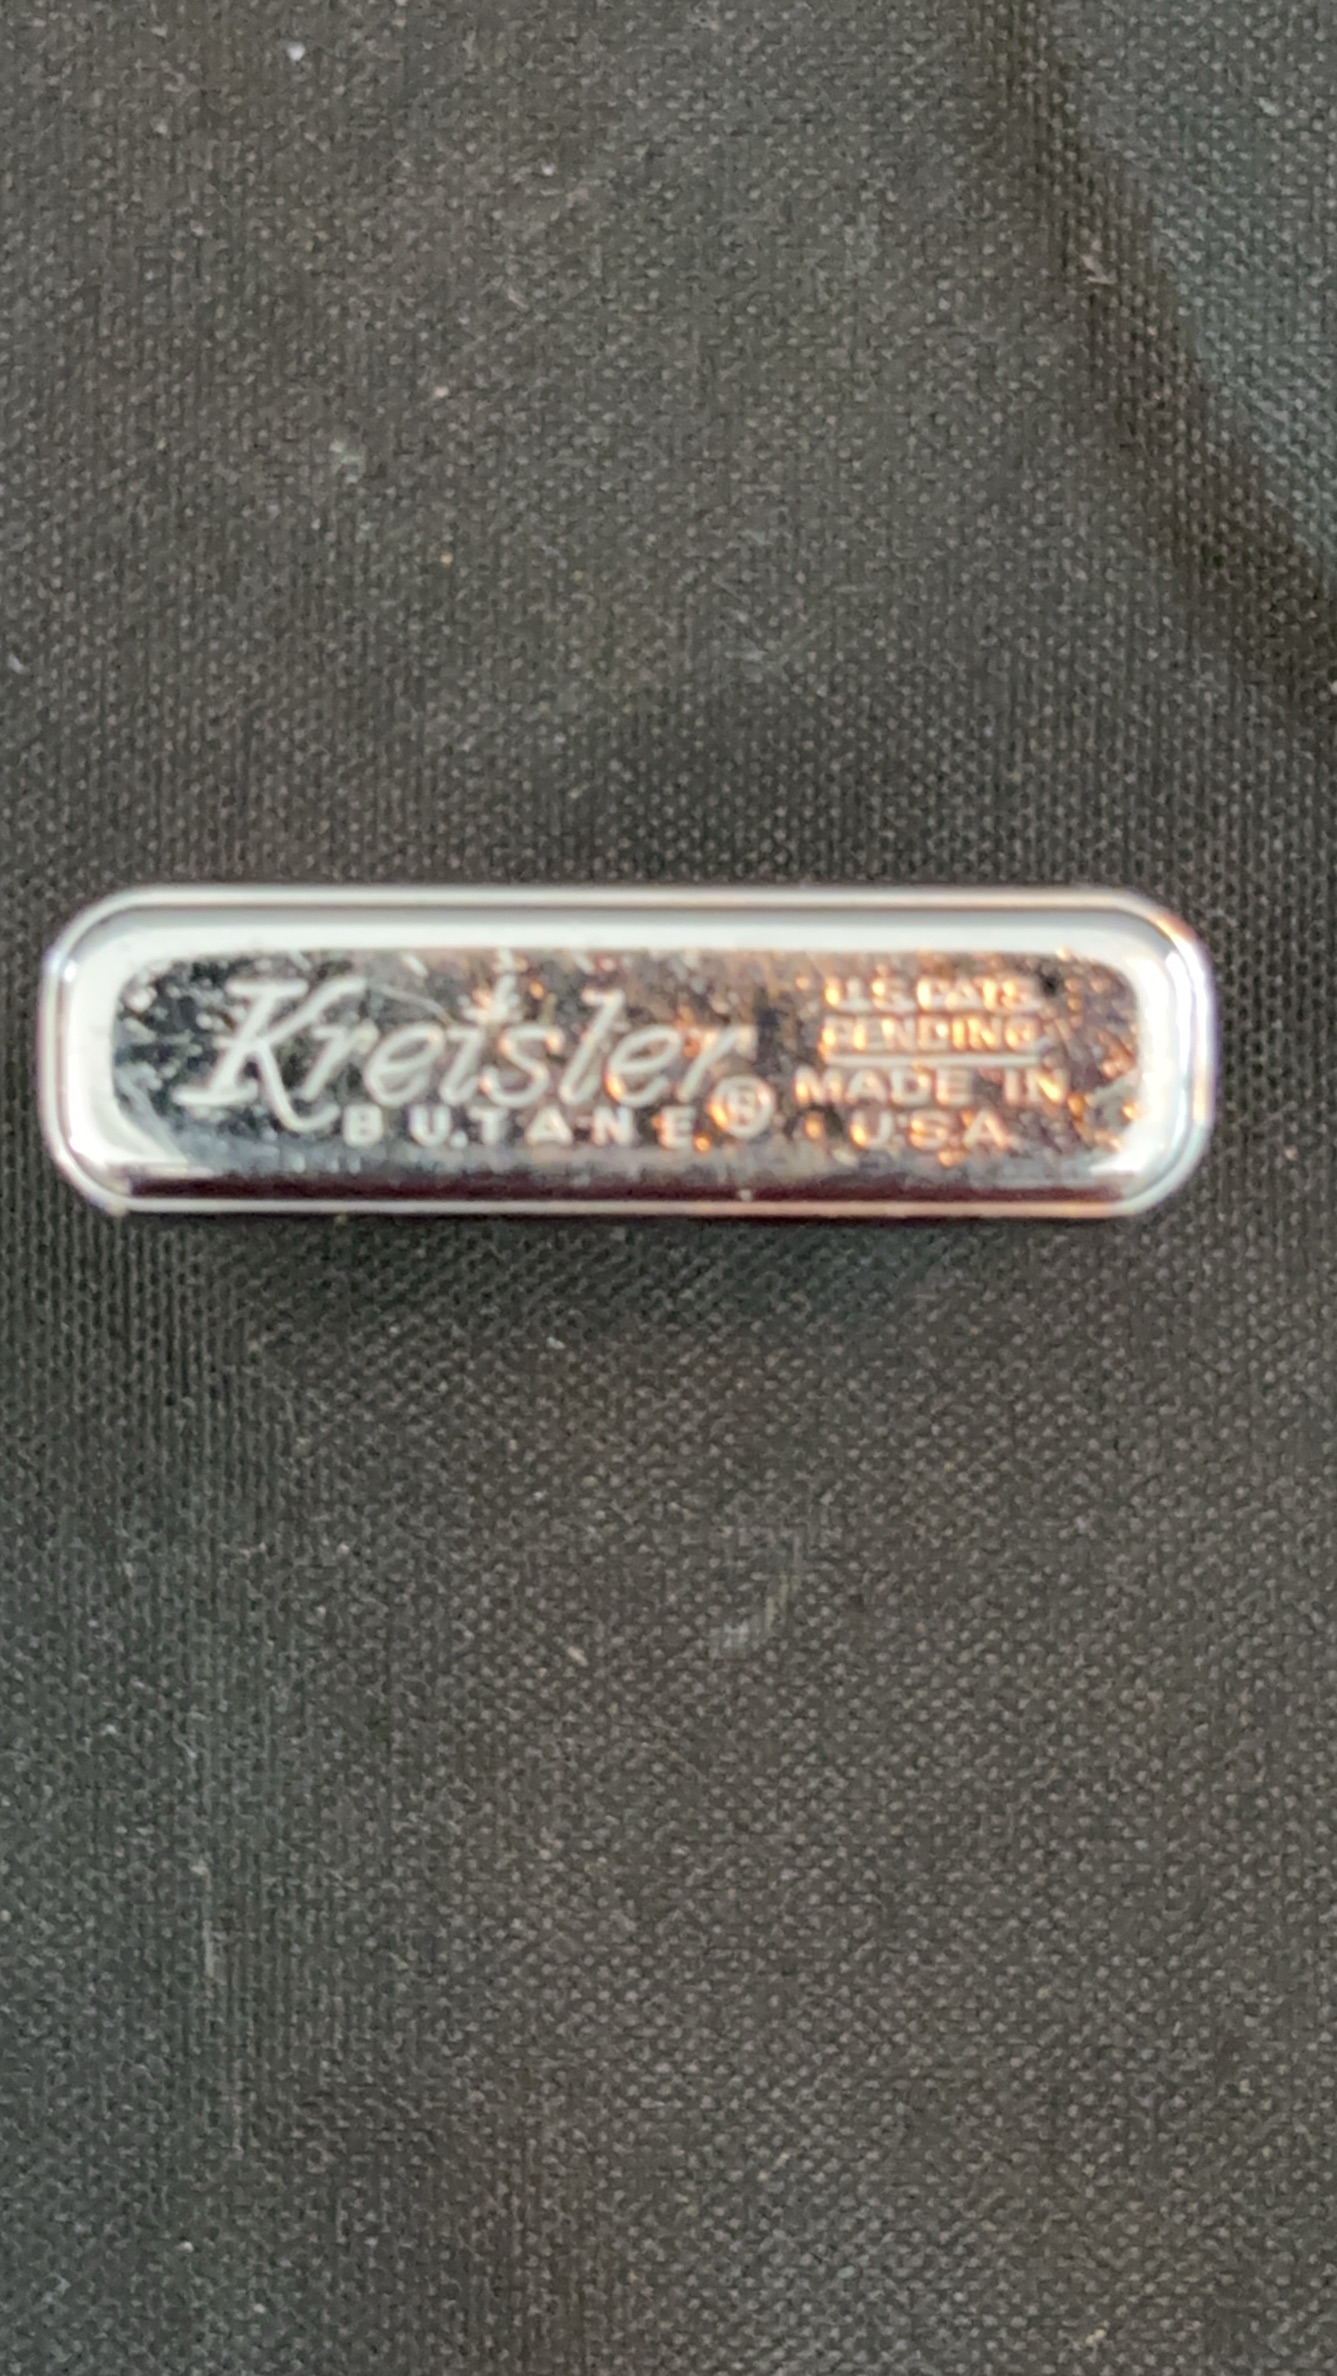 Kreisler®
BUTANE
U.S. PATS.
PENDING
MADE IN
U.S.A.